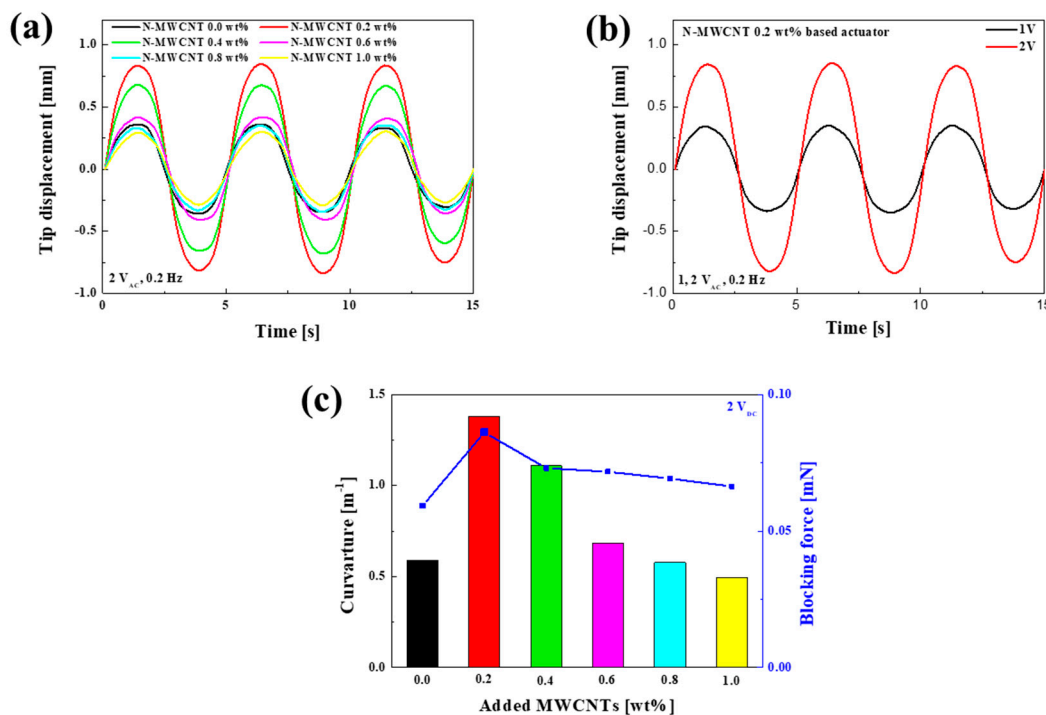 (a)
N-MWCNT 0.0 wt% N-MWCNT 0.2 wt%
N-MWCNT 0.4 wt% N-MWCNT 0.6 wt%
N-MWCNT 0.8 wt% N-MWCNT 1.0 wt%
1.0
0.5
0.0
-0.5
-1.0
Tip displacement [mm]
2 VAC, 0.2 Hz
0 5 10 15
Time [s]
(b)
N-MWCNT 0.2 wt% based actuator
1V
2V
1.0
0.5
0.0
-0.5
-1.0
Tip displacement [mm]
1, 2 VAC, 0.2 Hz
0 5 10 15
Time [s]
(c)
2 VDC
1.5
1.0
0.5
0.0
Curvarture [m-1]
0.10
0.05
0.00
Blocking force [mN]
0.0 0.2 0.4 0.6 0.8 1.0
Added MWCNTs [wt%]